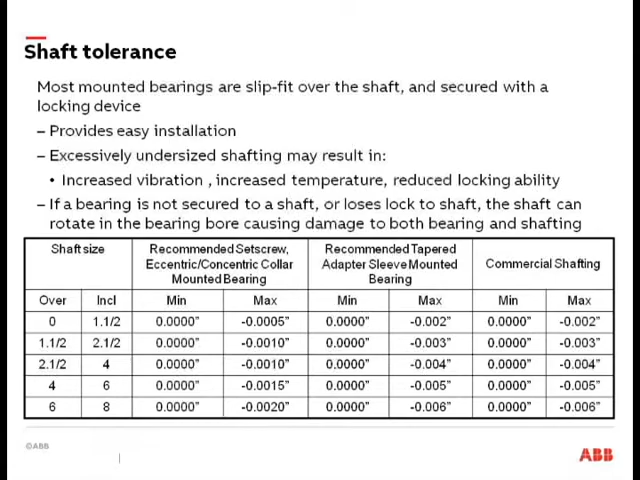 Shaft tolerance
Most mounted bearings are slip-fit over the shaft, and secured with a
locking device
– Provides easy installation
– Excessively undersized shafting may result in:
• Increased vibration , increased temperature, reduced locking ability
– If a bearing is not secured to a shaft, or loses lock to shaft, the shaft can
rotate in the bearing bore causing damage to both bearing and shafting
Shaft size
Recommended Setscrew,
Eccentric/Concentric Collar
Mounted Bearing
Recommended Tapered
Adapter Sleeve Mounted
Bearing
Commercial Shafting
Over Incl Min Max Min Max Min Max
0 1.1/2 0.0000” -0.0005” 0.0000” -0.002” 0.0000” -0.002”
1.1/2 2.1/2 0.0000” -0.0010” 0.0000” -0.003” 0.0000” -0.003”
2.1/2 4 0.0000” -0.0010” 0.0000” -0.004” 0.0000” -0.004”
4 6 0.0000” -0.0015” 0.0000” -0.005” 0.0000” -0.005”
6 8 0.0000” -0.0020” 0.0000” -0.006” 0.0000” -0.006”
©ABB
ABB